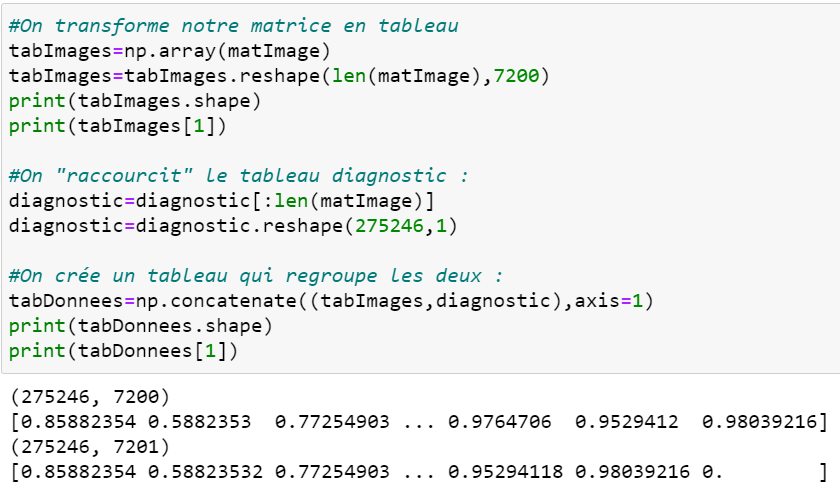 #On transforme notre matrice en tableau
tabImages=np.array(matImage)
tabImages=tabImages.reshape(len(matImage),7200)
print(tabImages.shape)
print(tabImages[1])
#On "raccourcit" le tableau diagnostic :
diagnostic=diagnostic[:len(matImage)]
diagnostic=diagnostic.reshape(275246,1)
#On crée un tableau qui regroupe les deux :
tabDonnees=np.concatenate((tabImages,diagnostic),axis=1)
print(tabDonnees.shape)
print(tabDonnees[1])
(275246, 7200)
[0.85882354 0.5882353  0.77254903 ... 0.9764706  0.9529412  0.98039216]
(275246, 7201)
[0.85882354 0.58823532 0.77254903 ... 0.95294118 0.98039216 0.        ]